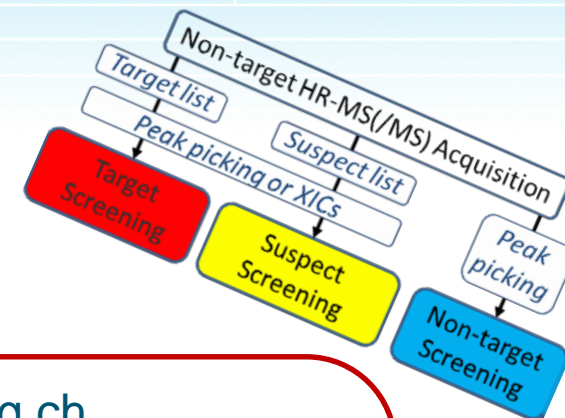 Non-target HR-MS(/MS) Acquisition
Target list
Suspect list
Peak picking or XICs
Peak
picking
Target
Screening
Suspect
Screening
Non-target
Screening